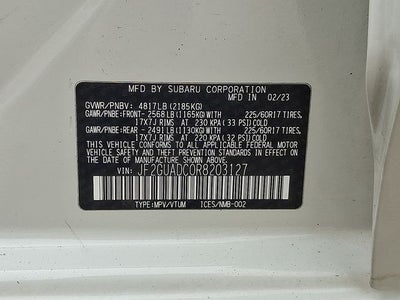 MFD BY SUBARU CORPORATION
MFD IN 02/23
GVWR/PNBV: 4817LB (2185KG)
GAWR/PNBE:FRONT- 2568LB (1165KG) WITH 225/60R17 TIRES,
17X7J RIMS AT 230 KPA (33 PSI) COLD
GAWR/PNBE:REAR - 2491LB (1130KG) WITH 225/60R17 TIRES,
17X7J RIMS AT 220 KPA (32 PSI) COLD
THIS VEHICLE CONFORMS TO ALL APPLICABLE FEDERAL MOTOR
VEHICLE SAFETY AND THEFT PREVENTION STANDARDS IN EFFECT
ON THE DATE OF MANUFACTURE SHOWN ABOVE.
VIN: JF2GUADC0R8203127
TYPE:MPV/VTUM ICES/NMB-002